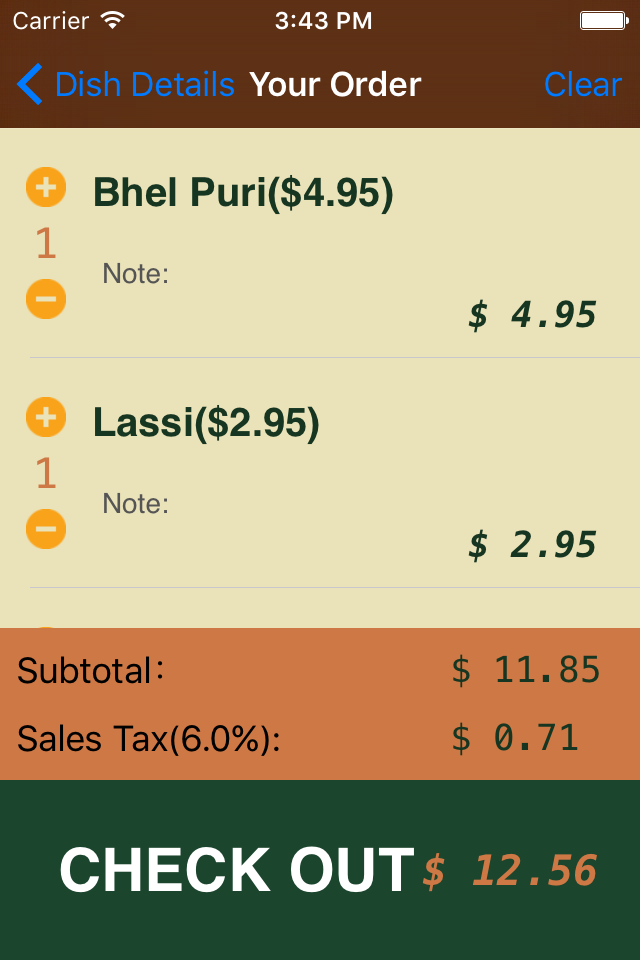 Carrier 3:43 PM
Dish Details Your Order Clear
Bhel Puri($4.95)
1
Note:
$ 4.95
Lassi($2.95)
1
Note:
$ 2.95
Subtotal: $ 11.85
Sales Tax(6.0%): $ 0.71
CHECK OUT $ 12.56